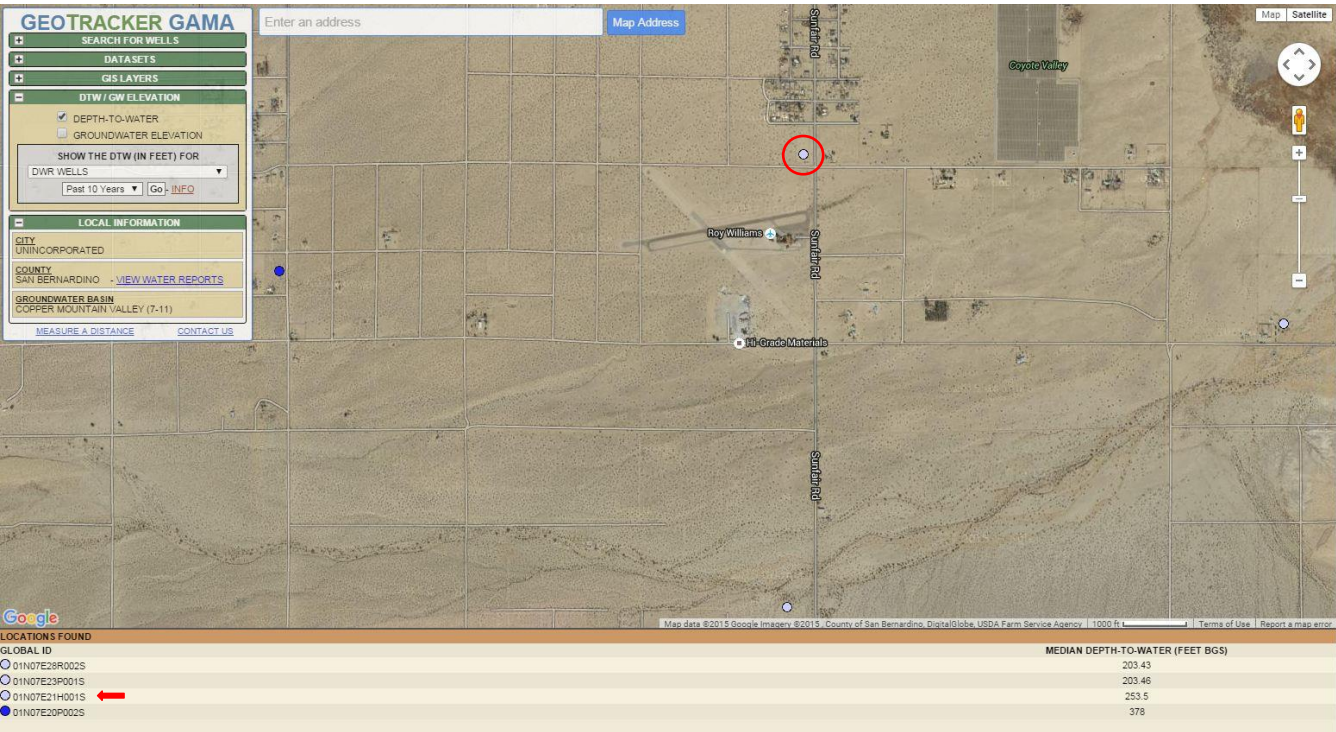 GEOTRACKER GAMA
SEARCH FOR WELLS
DATASETS
GIS LAYERS
DTW / GW ELEVATION
DEPTH-TO-WATER
GROUNDWATER ELEVATION
SHOW THE DTW (IN FEET) FOR
DWR WELLS
Past 10 Years Go - INFO
LOCAL INFORMATION
CITY
UNINCORPORATED
COUNTY
SAN BERNARDINO - VIEW WATER REPORTS
GROUNDWATER BASIN
COPPER MOUNTAIN VALLEY (7-11)
MEASURE A DISTANCE CONTACT US
Enter an address Map Address
Map Satellite
Sunfair Rd
Coyote Valley
Roy Williams
Sunfair Rd
Hi-Grade Materials
Sunfair Rd
Google
Map data ©2015 Google Imagery ©2015 , County of San Bernardino, DigitalGlobe, USDA Farm Service Agency 1000 ft Terms of Use Report a map error
LOCATIONS FOUND
GLOBAL ID MEDIAN DEPTH-TO-WATER (FEET BGS)
01N07E28R002S 203.43
01N07E23P001S 203.46
01N07E21H001S 253.5
01N07E20P002S 378